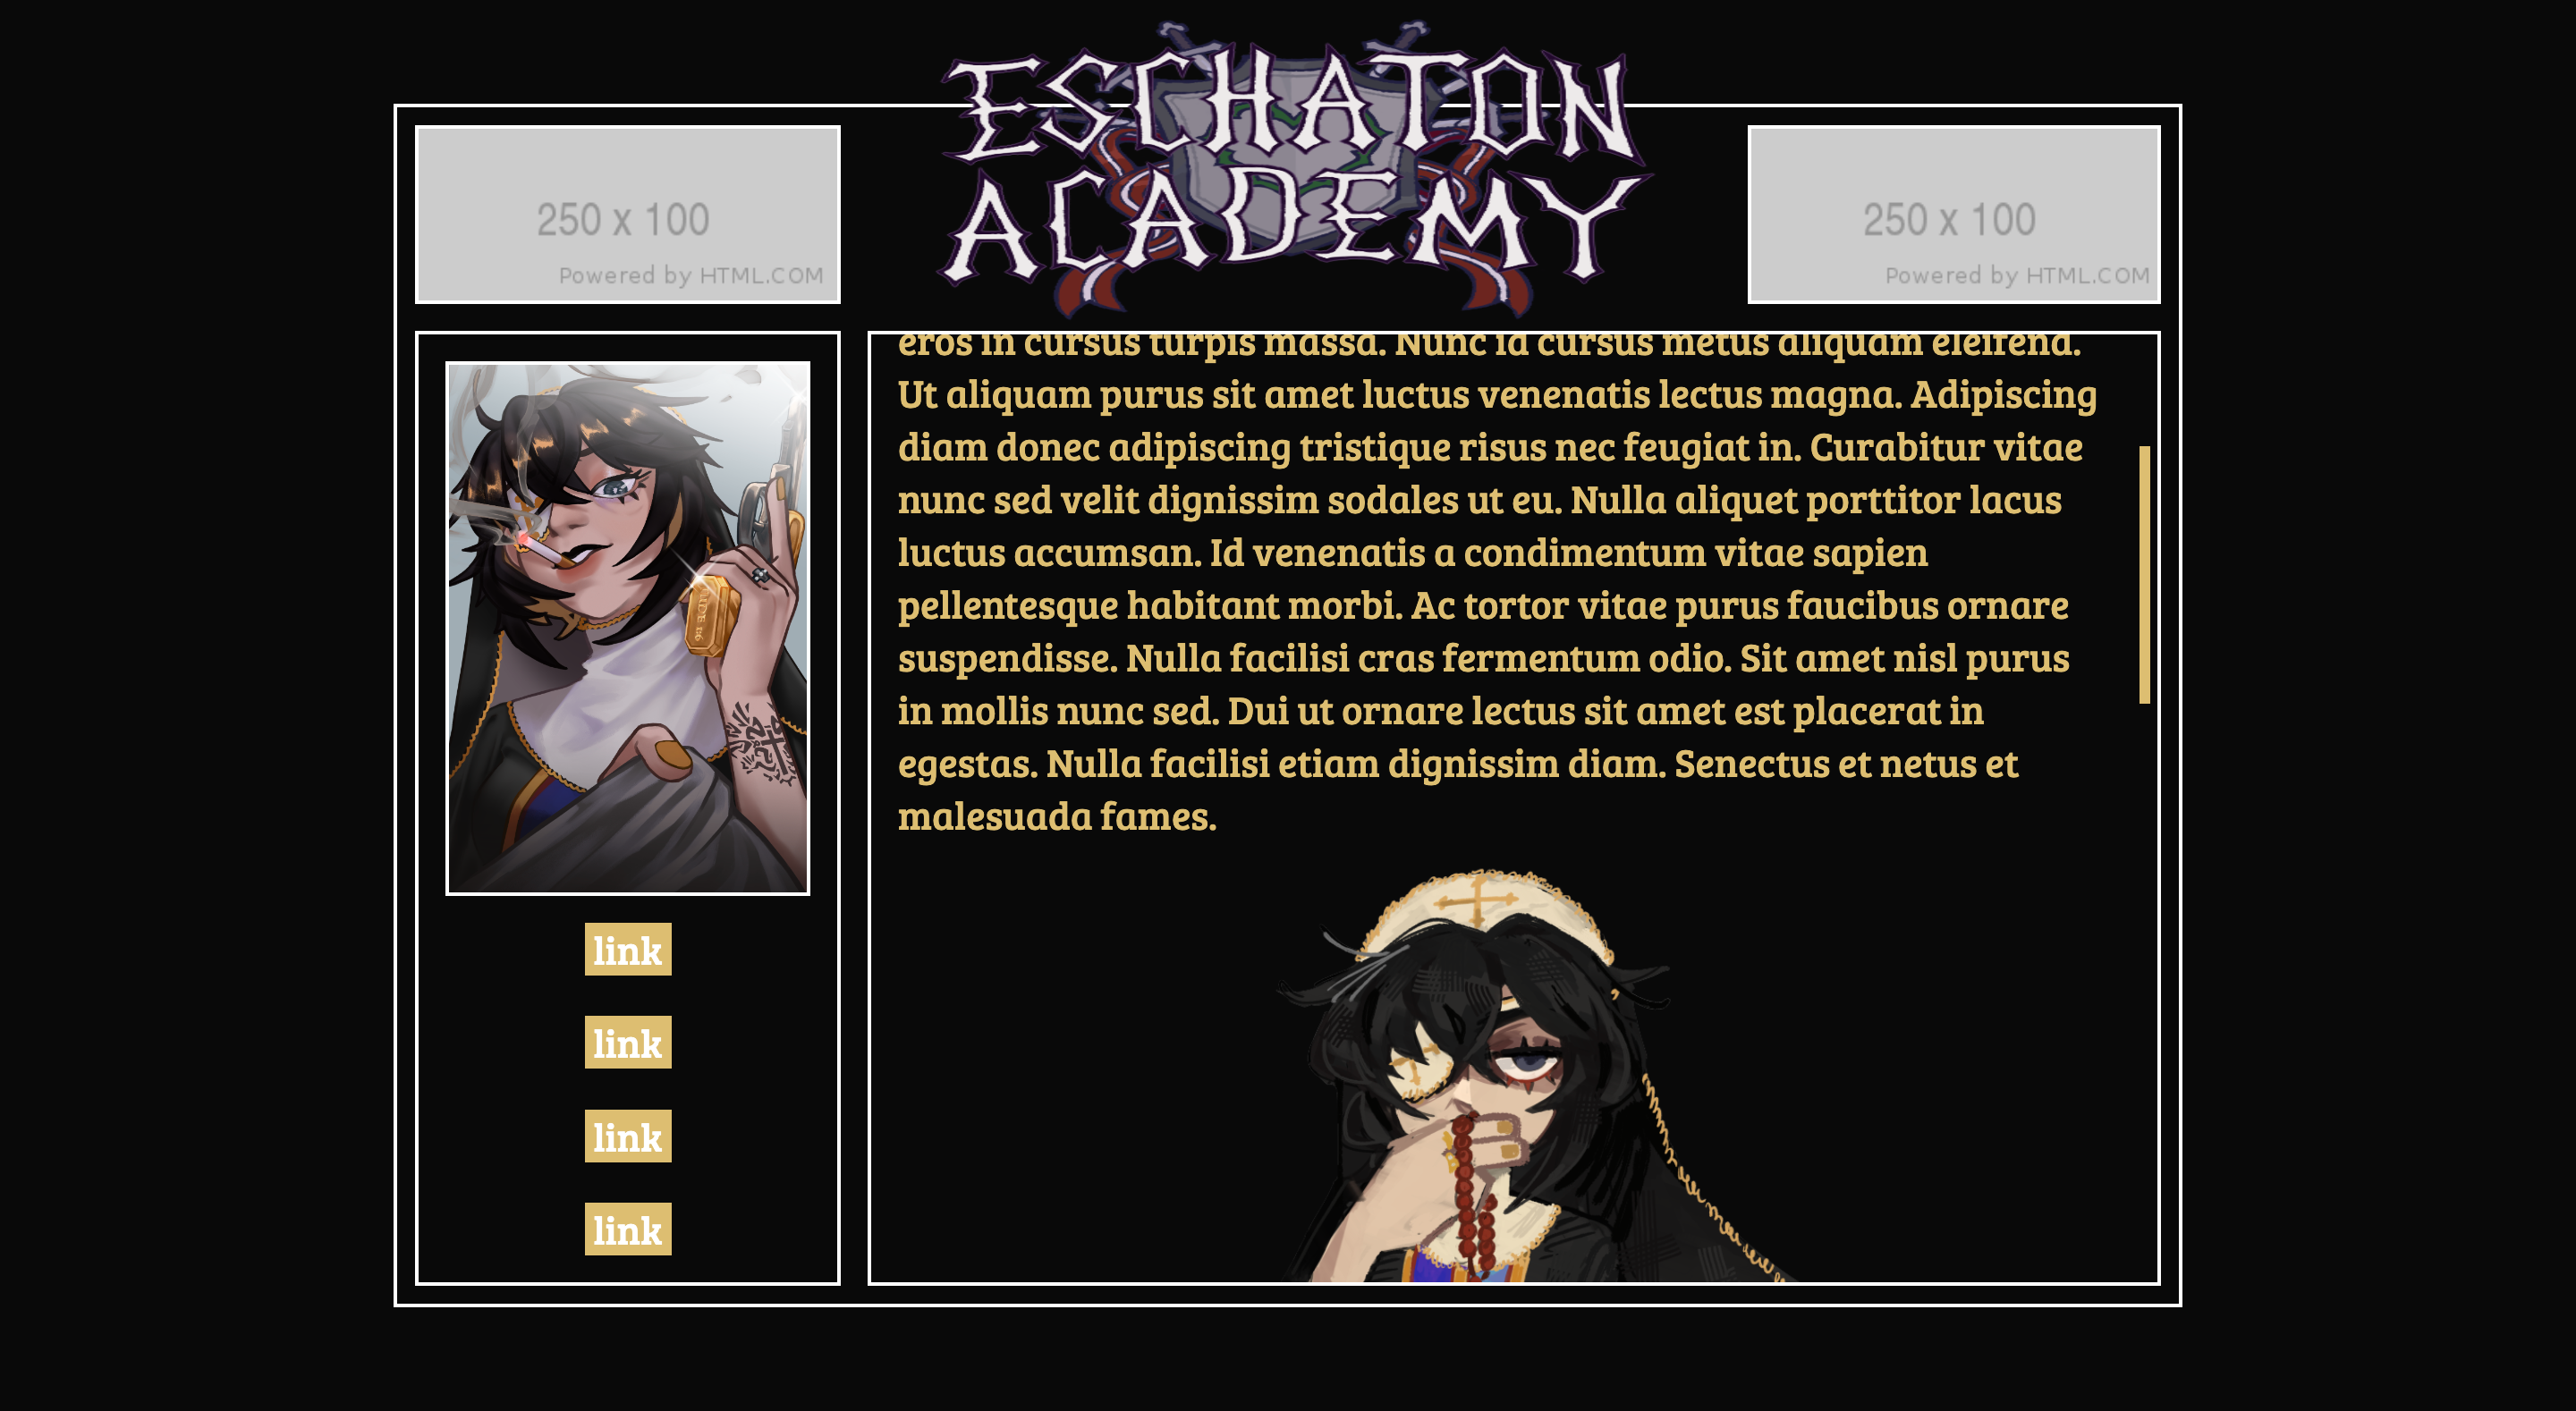 ESCHATON
ACADEMY
250 x 100
Powered by HTML.COM
250 x 100
Powered by HTML.COM
eros in cursus turpis massa. Nunc id cursus metus aliquam eleifend.
Ut aliquam purus sit amet luctus venenatis lectus magna. Adipiscing
diam donec adipiscing tristique risus nec feugiat in. Curabitur vitae
nunc sed velit dignissim sodales ut eu. Nulla aliquet porttitor lacus
luctus accumsan. Id venenatis a condimentum vitae sapien
pellentesque habitant morbi. Ac tortor vitae purus faucibus ornare
suspendisse. Nulla facilisi cras fermentum odio. Sit amet nisl purus
in mollis nunc sed. Dui ut ornare lectus sit amet est placerat in
egestas. Nulla facilisi etiam dignissim diam. Senectus et netus et
malesuada fames.
link
link
link
link